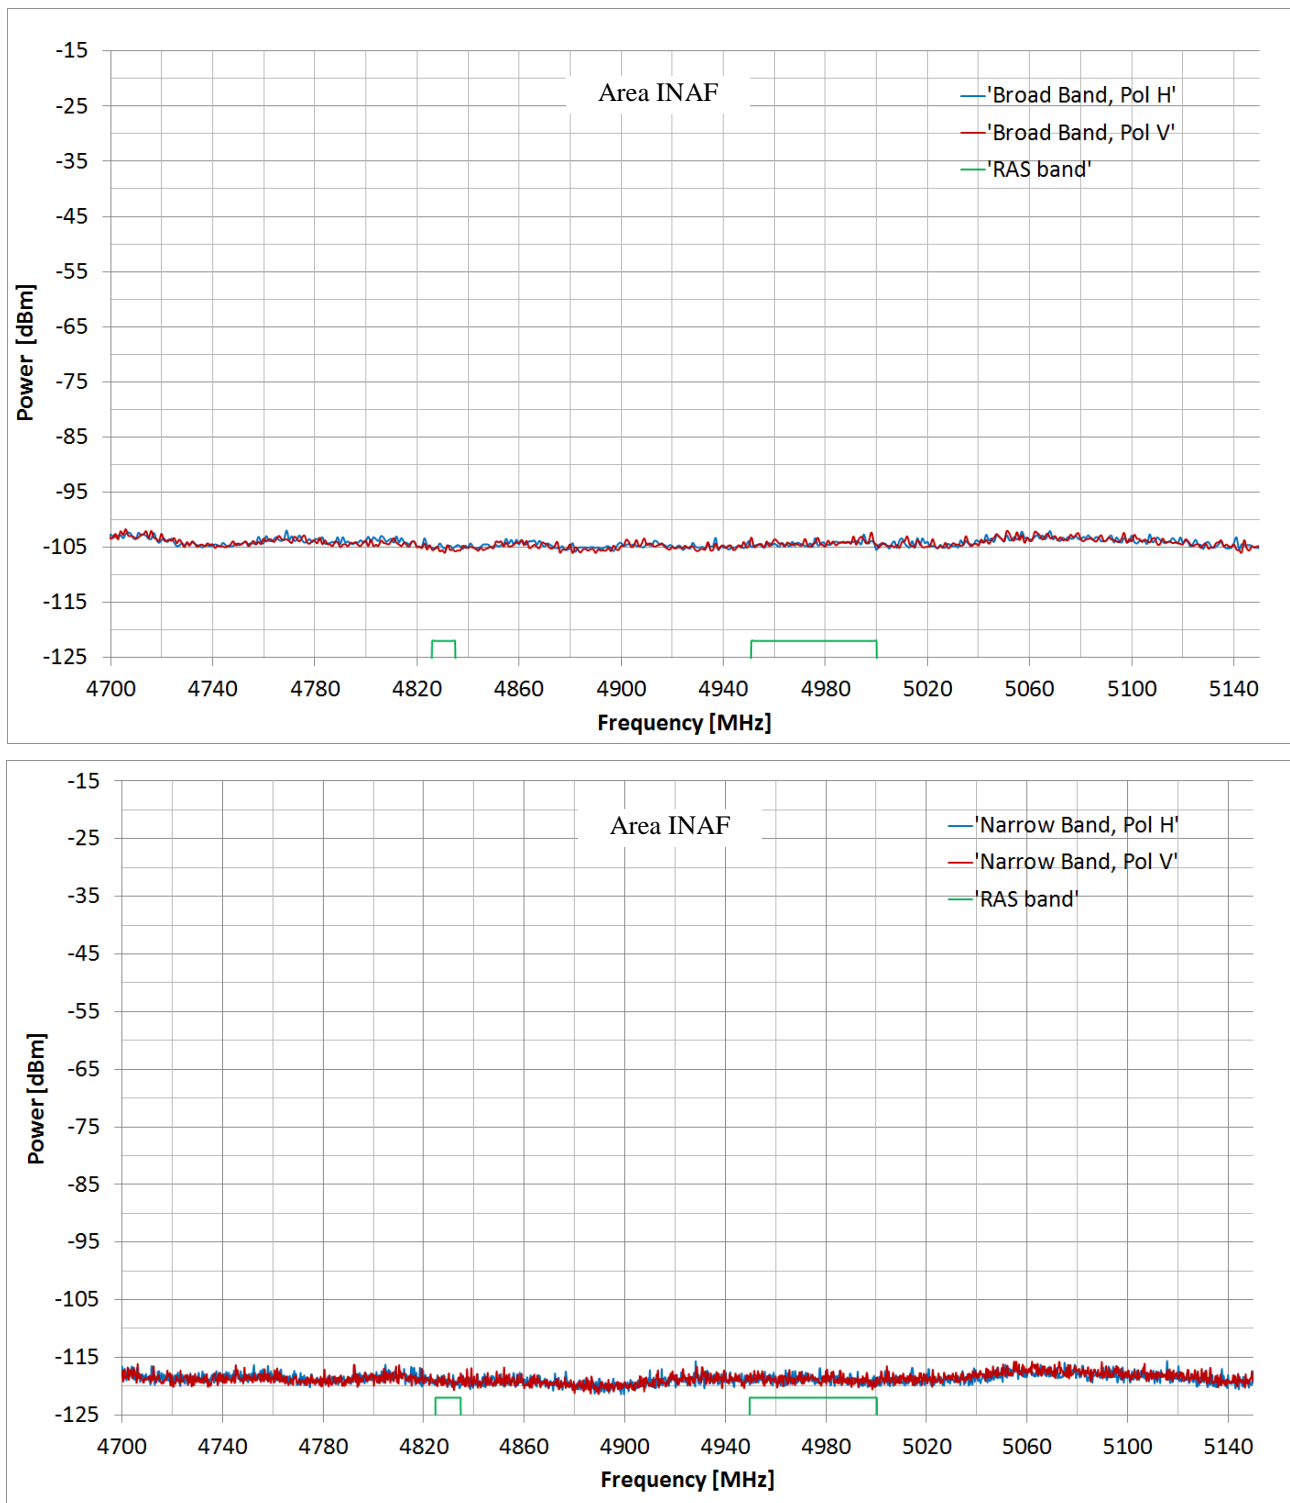 -15
Area INAF
'Broad Band, Pol H'
-25
'Broad Band, Pol V'
-35
'RAS band'
-45
-55
-65
-75
-85
-95
-105
-115
-125
Power [dBm]
4700 4740 4780 4820 4860 4900 4940 4980 5020 5060 5100 5140
Frequency [MHz]
-15
Area INAF
'Narrow Band, Pol H'
-25
'Narrow Band, Pol V'
-35
'RAS band'
-45
-55
-65
-75
-85
-95
-105
-115
-125
Power [dBm]
4700 4740 4780 4820 4860 4900 4940 4980 5020 5060 5100 5140
Frequency [MHz]